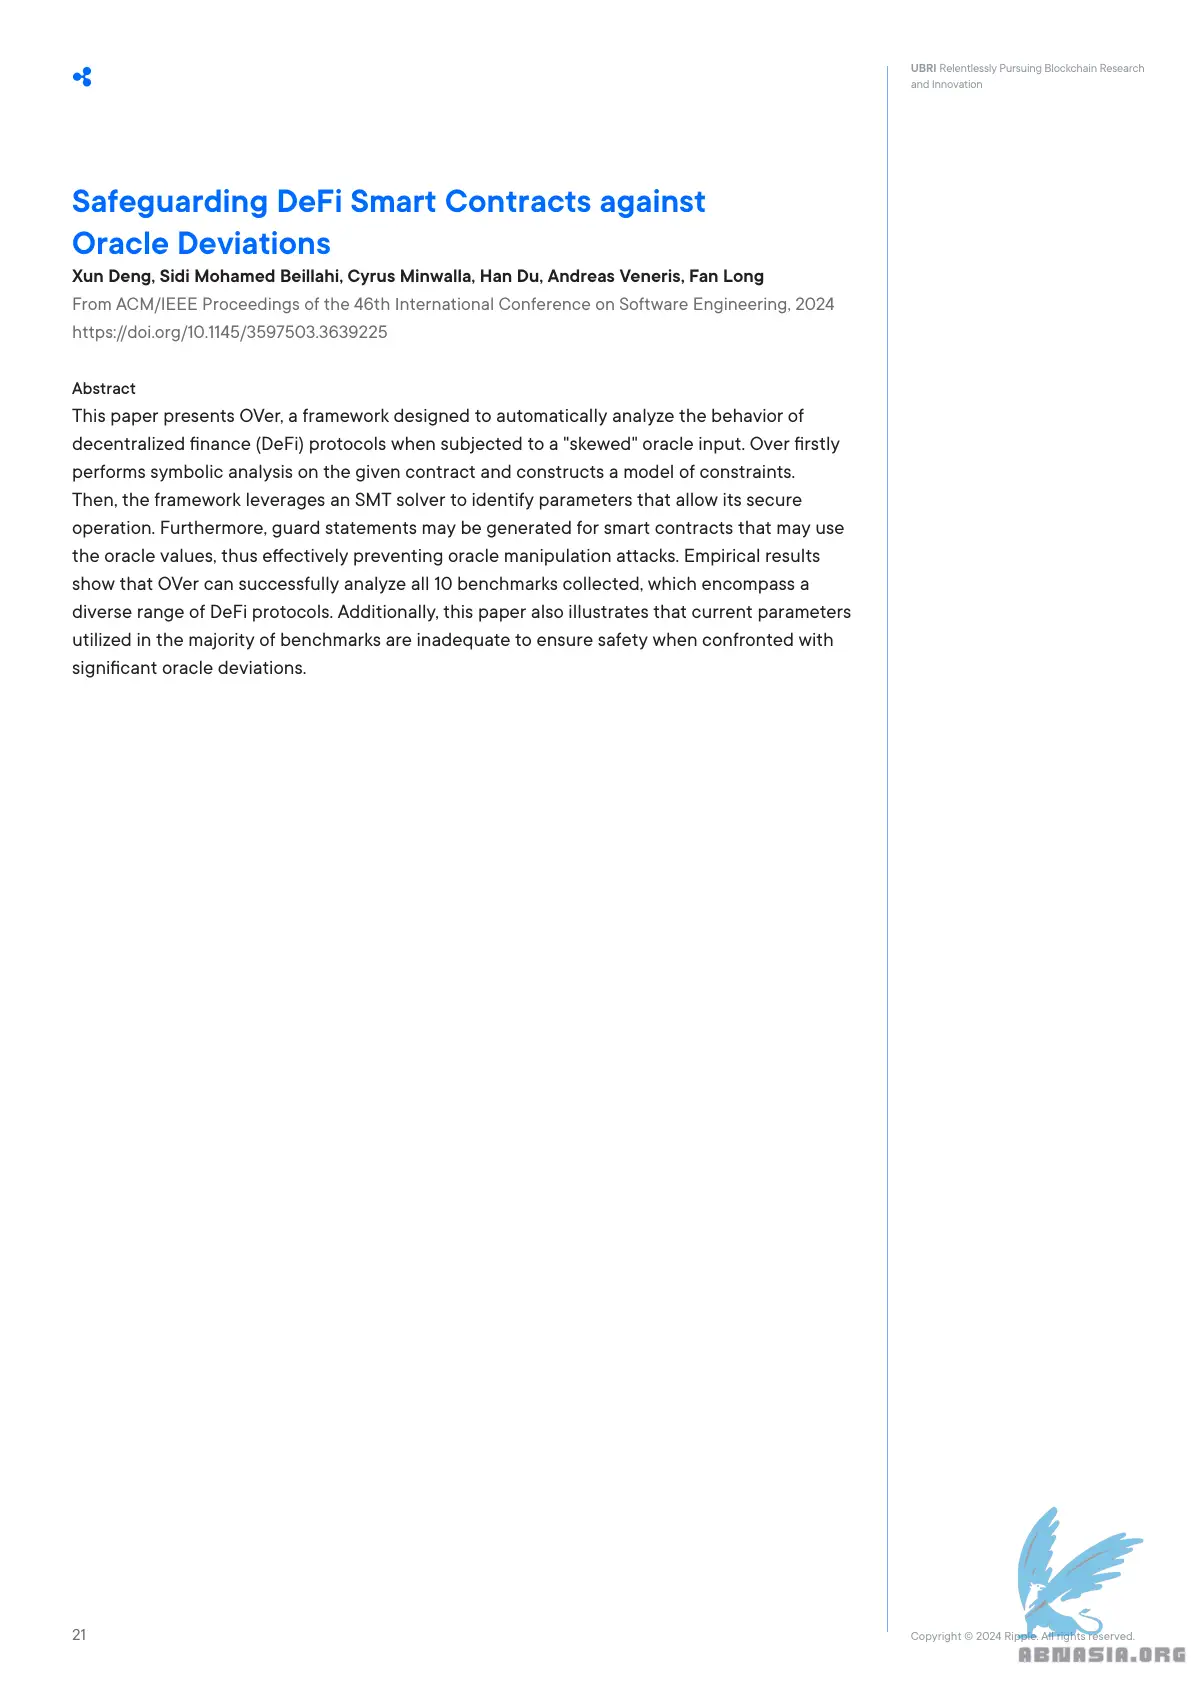 UBRI Relentlessly Pursuing Blockchain Research
and Innovation
Safeguarding DeFi Smart Contracts against
Oracle Deviations
Xun Deng, Sidi Mohamed Beillahi, Cyrus Minwalla, Han Du, Andreas Veneris, Fan Long
From ACM/IEEE Proceedings of the 46th International Conference on Software Engineering, 2024
https://doi.org/10.1145/3597503.3639225
Abstract
This paper presents OVer, a framework designed to automatically analyze the behavior of
decentralized finance (DeFi) protocols when subjected to a "skewed" oracle input. Over firstly
performs symbolic analysis on the given contract and constructs a model of constraints.
Then, the framework leverages an SMT solver to identify parameters that allow its secure
operation. Furthermore, guard statements may be generated for smart contracts that may use
the oracle values, thus effectively preventing oracle manipulation attacks. Empirical results
show that OVer can successfully analyze all 10 benchmarks collected, which encompass a
diverse range of DeFi protocols. Additionally, this paper also illustrates that current parameters
utilized in the majority of benchmarks are inadequate to ensure safety when confronted with
significant oracle deviations.
21
Copyright © 2024 Ripple. All rights reserved.
ABNASIA.ORG